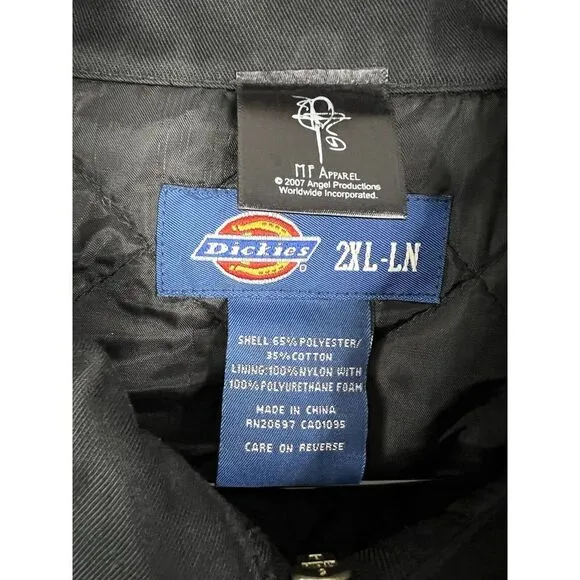 MF APPAREL
© 2007 Angel Productions
Worldwide Incorporated.
Dickies
2XL-LN
SHELL 65% POLYESTER/
35% COTTON
LINING:100% NYLON WITH
100% POLYURETHANE FOAM
MADE IN CHINA
RN20697 CA01095
CARE ON REVERSE